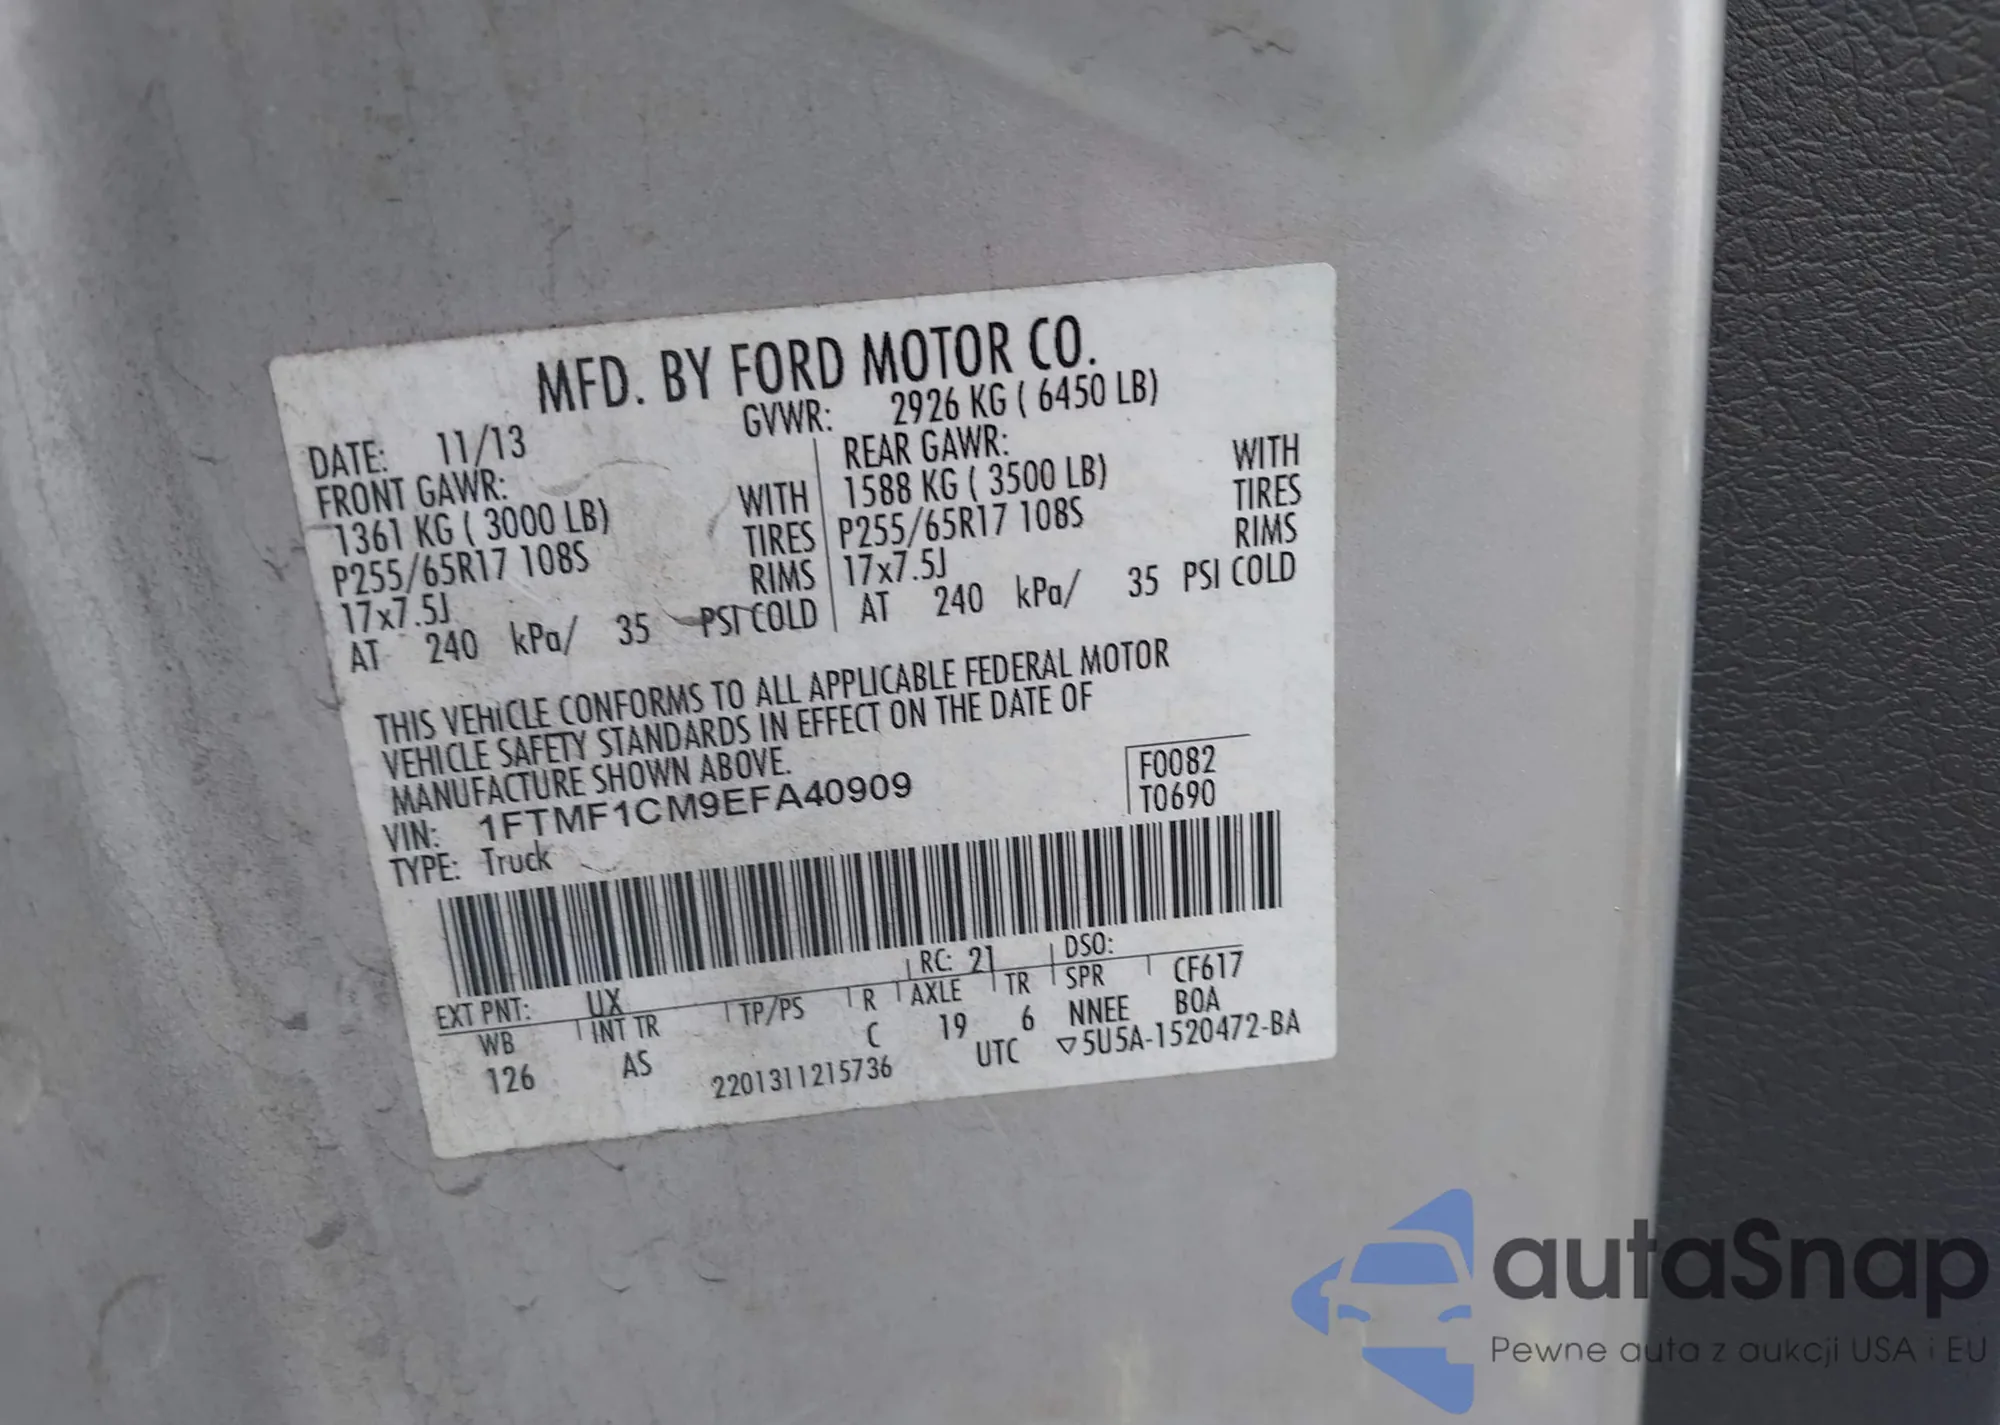 MFD. BY FORD MOTOR CO.
DATE: 11/13 GVWR: 2926 KG ( 6450 LB)
FRONT GAWR: REAR GAWR:
1361 KG ( 3000 LB) WITH 1588 KG ( 3500 LB) WITH
P255/65R17 108S TIRES P255/65R17 108S TIRES
17x7.5J RIMS 17x7.5J RIMS
AT 240 kPa/ 35 PSI COLD AT 240 kPa/ 35 PSI COLD
THIS VEHICLE CONFORMS TO ALL APPLICABLE FEDERAL MOTOR
VEHICLE SAFETY STANDARDS IN EFFECT ON THE DATE OF
MANUFACTURE SHOWN ABOVE.
VIN: 1FTMF1CM9EFA40909
TYPE: Truck
F0082
T0690
EXT PNT: UX RC: 21 DSO:
WB INT TR TP/PS R AXLE TR SPR CF617
126 AS C 19 6 NNEE BOA
2201311215736 UTC ▽5U5A-1520472-BA
autaSnap
Pewne auta z aukcji USA i EU